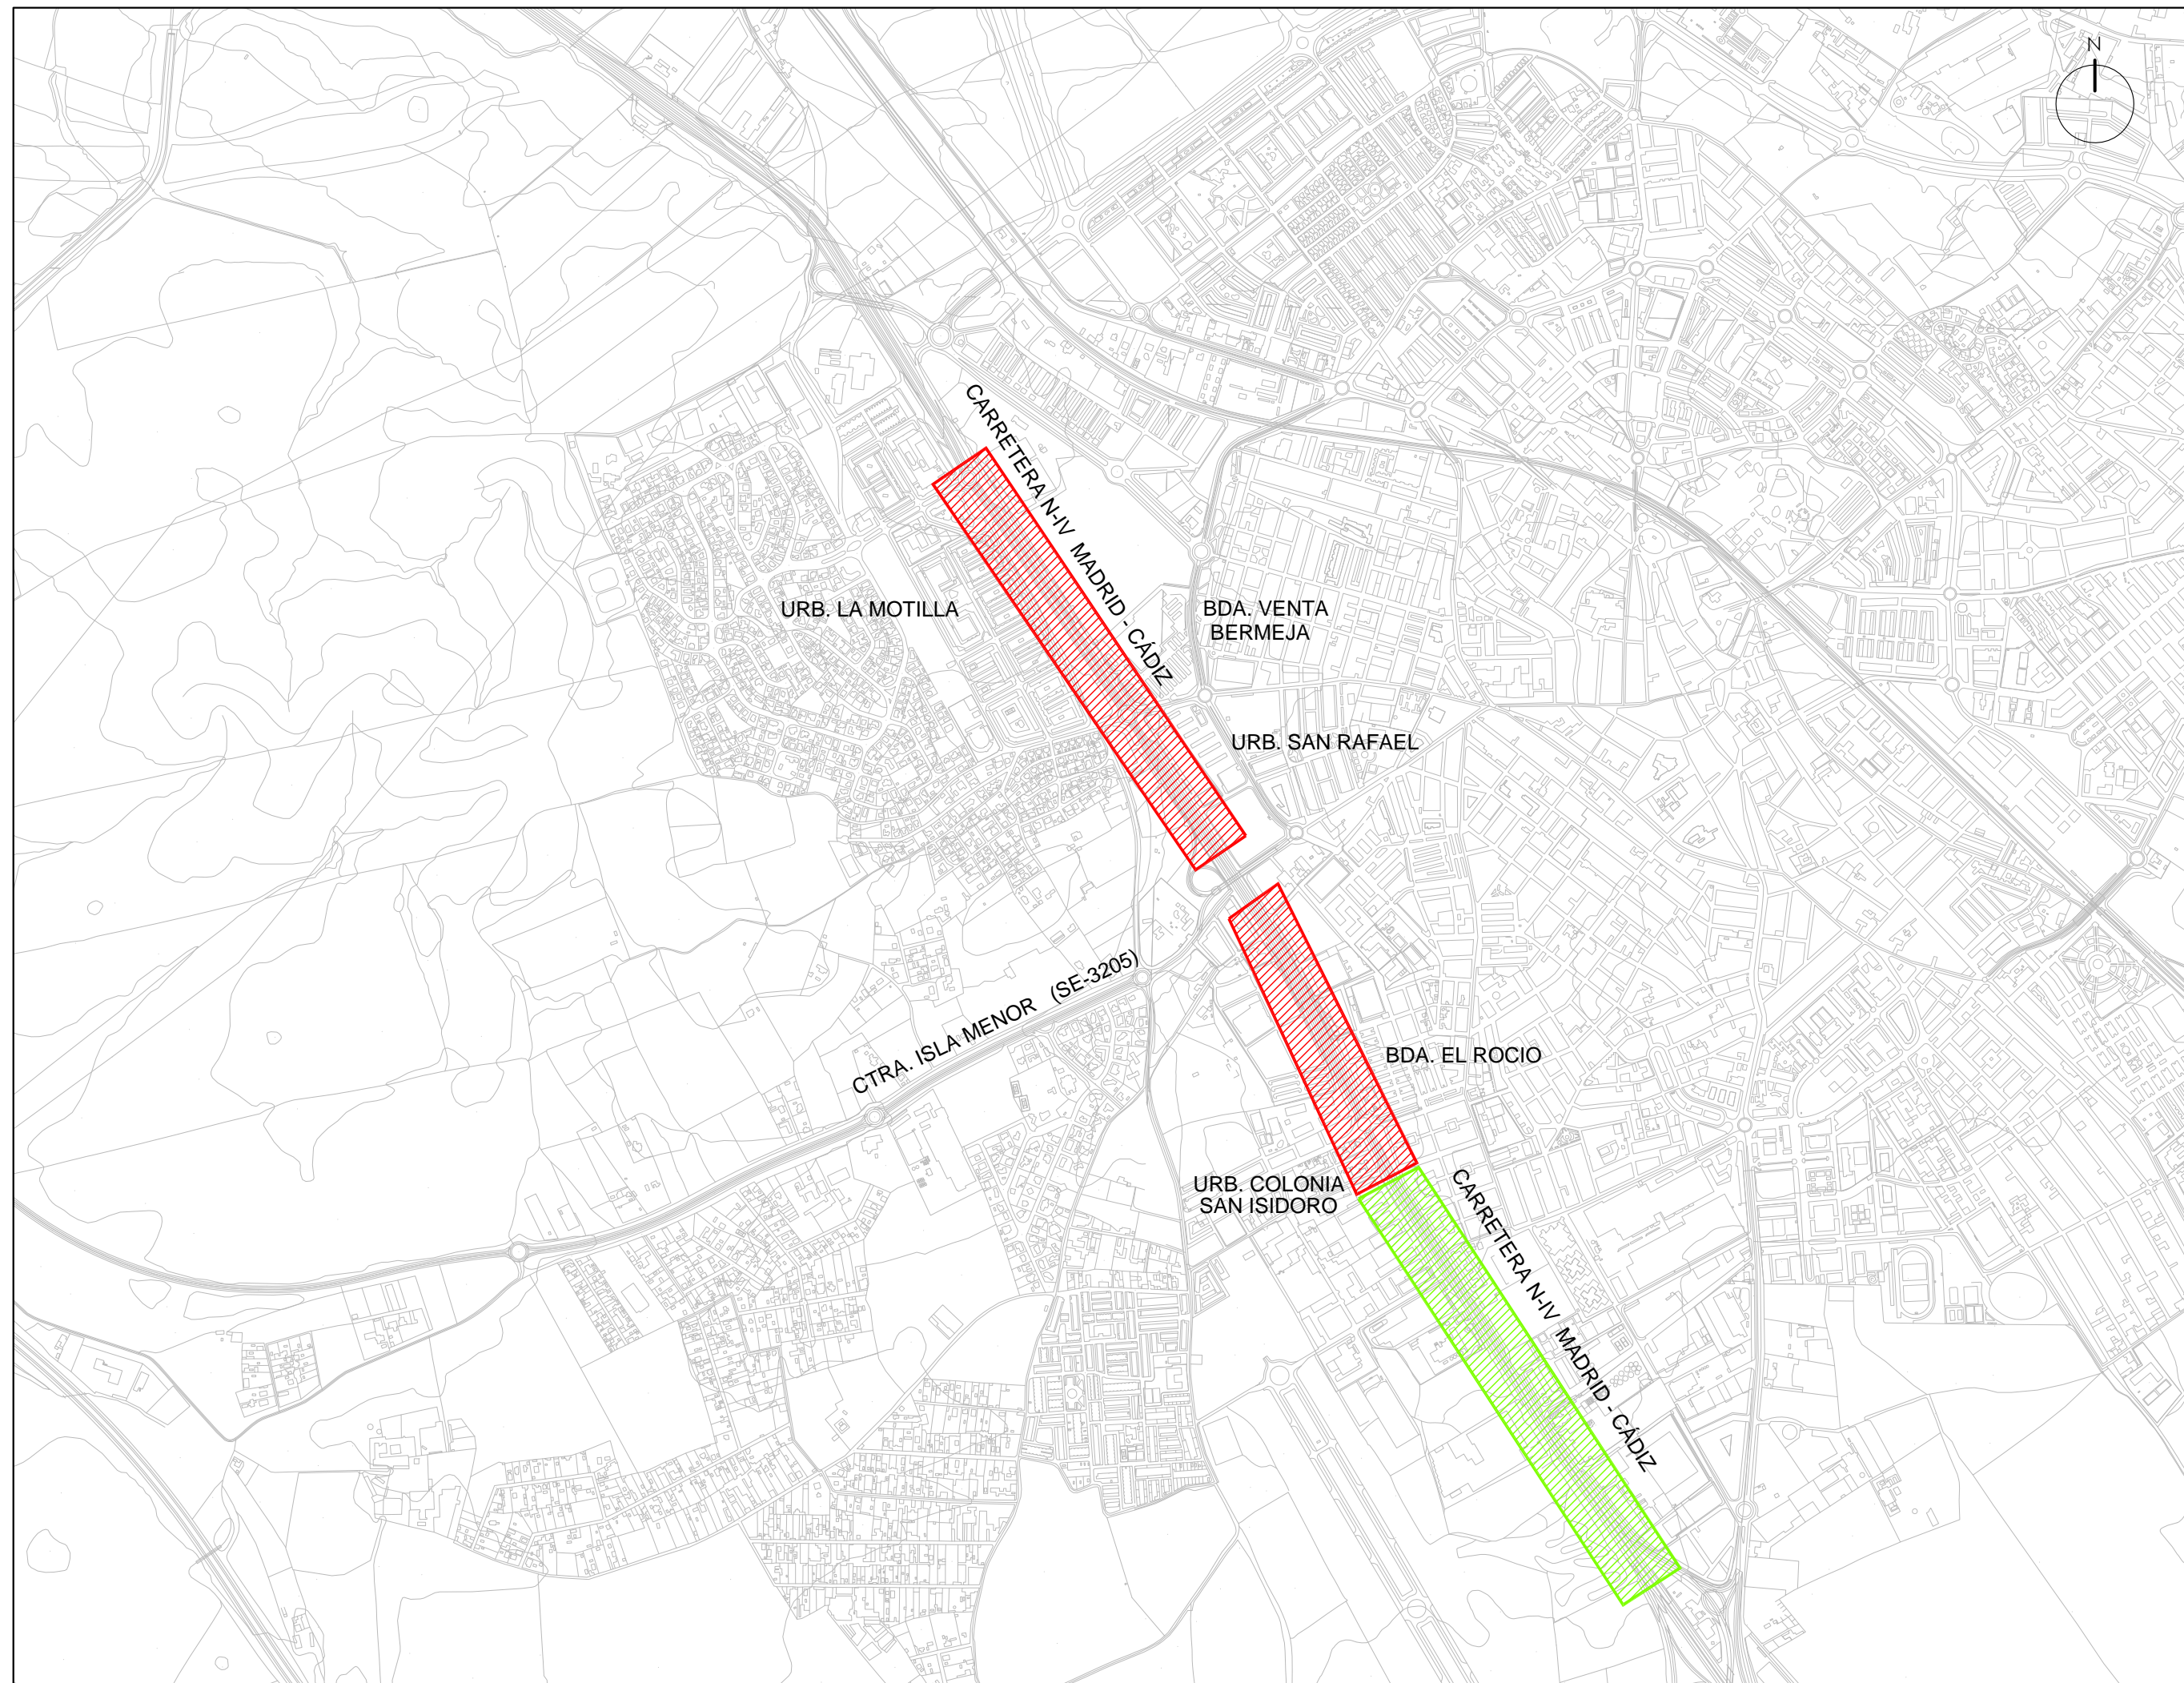 N
CARRETERA N-IV MADRID - CÁDIZ
URB. LA MOTILLA
BDA. VENTA
BERMEJA
URB. SAN RAFAEL
CTRA. ISLA MENOR (SE-3205)
BDA. EL ROCIO
URB. COLONIA
SAN ISIDORO
CARRETERA N-IV MADRID - CÁDIZ